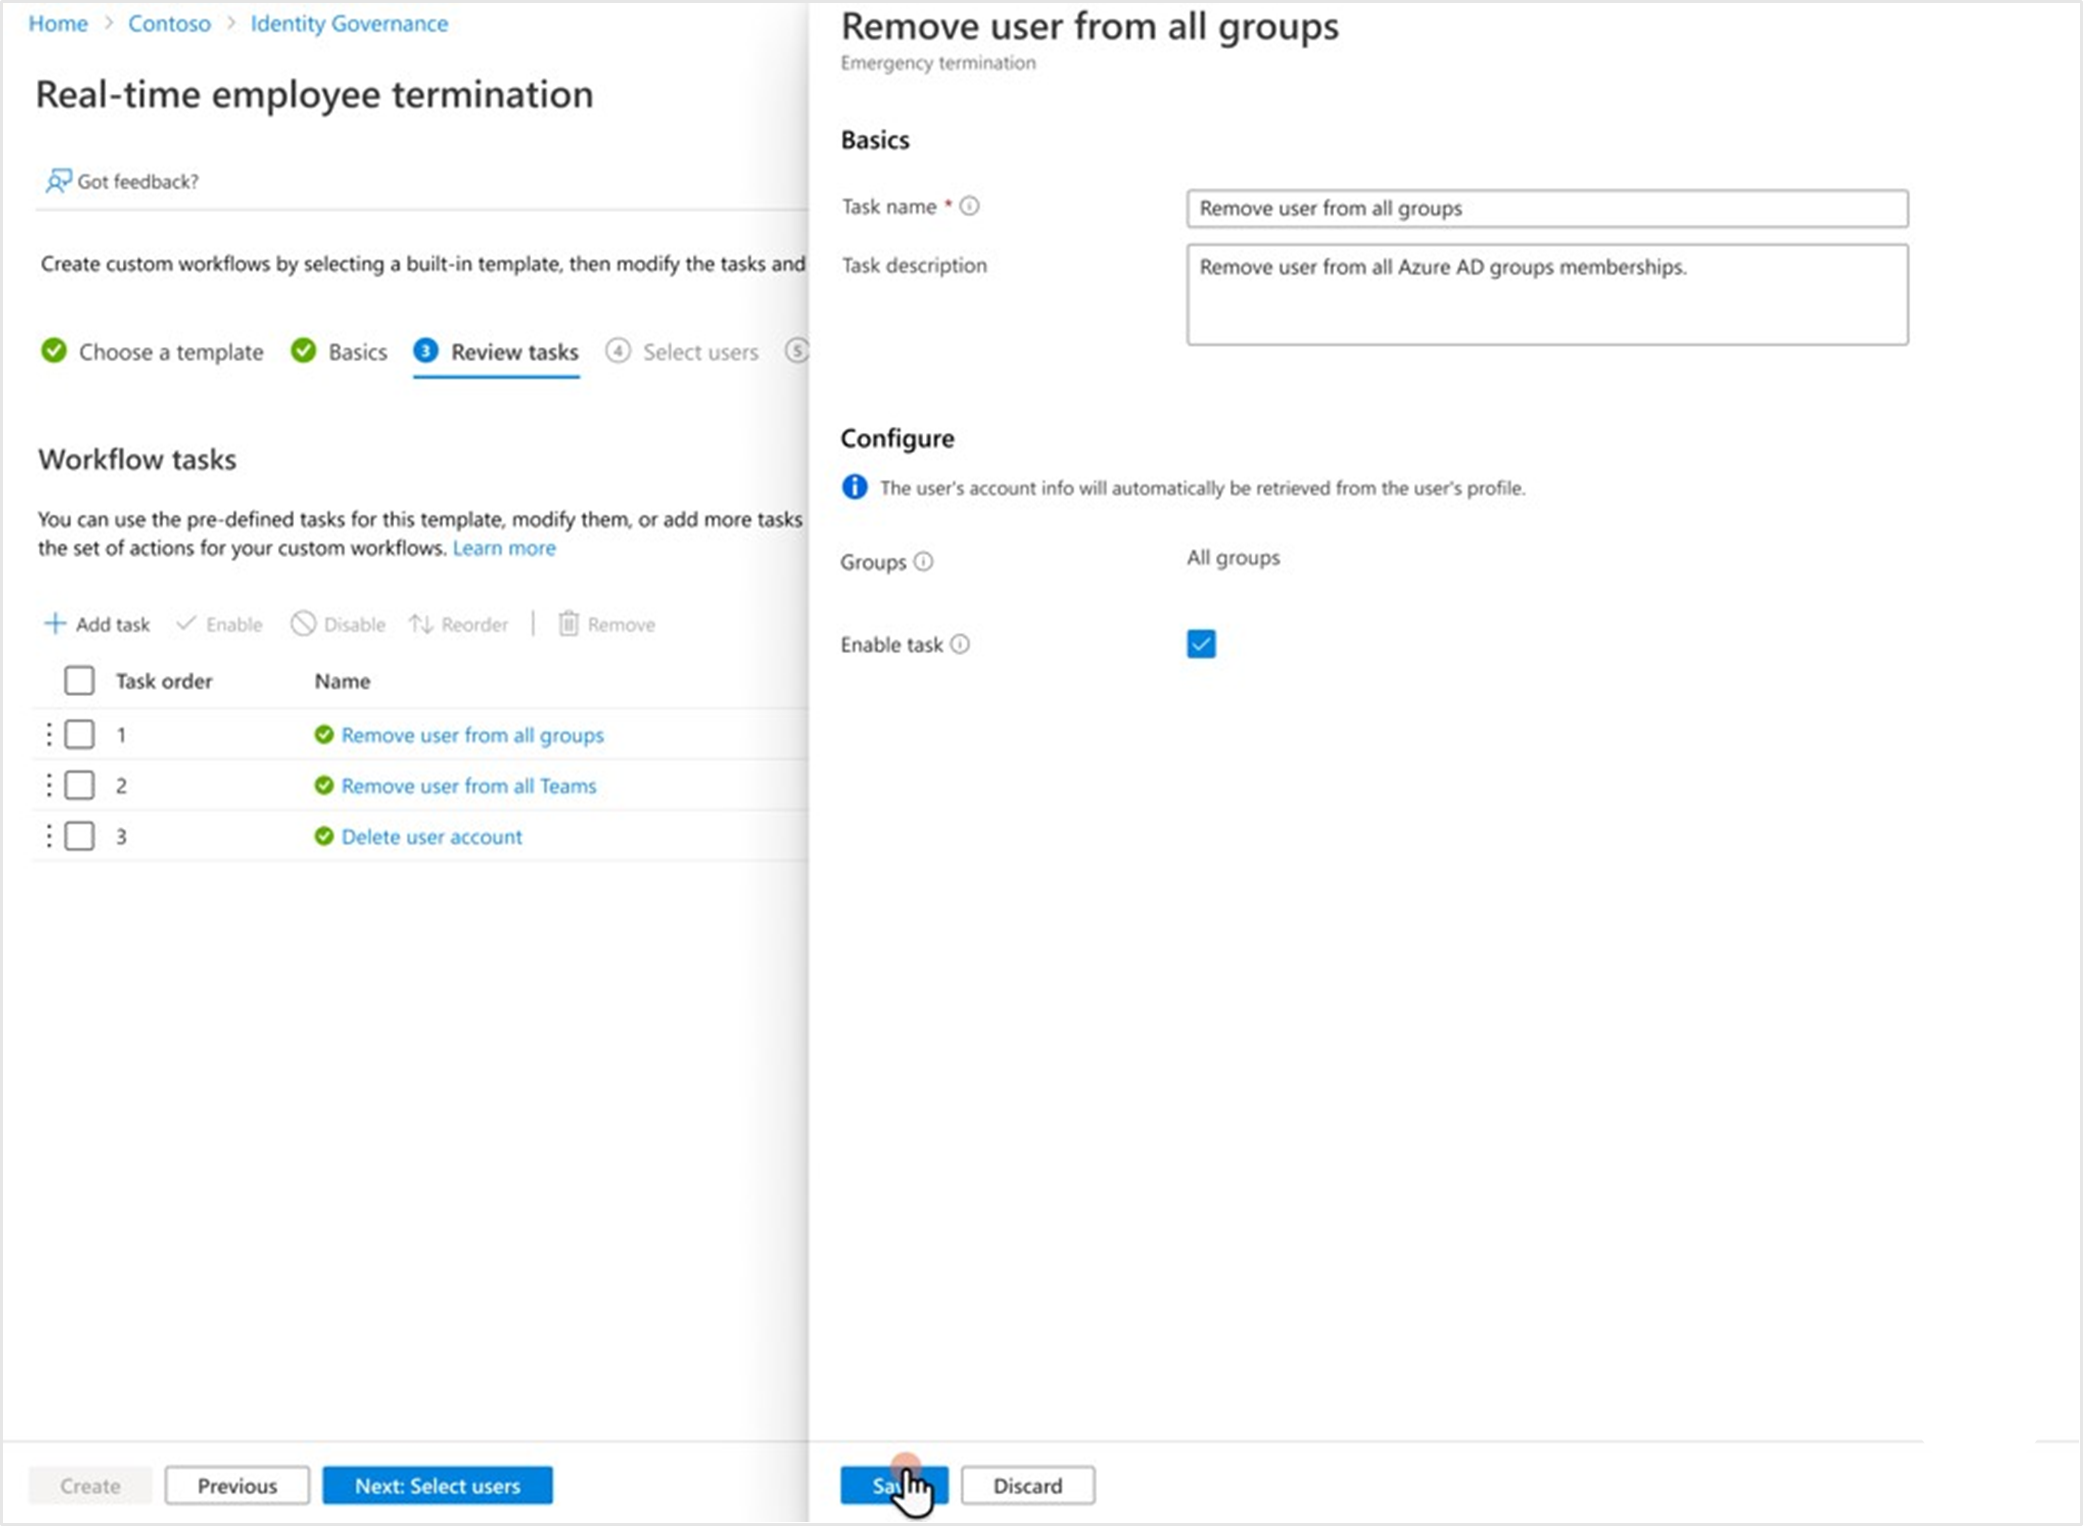 Home > Contoso > Identity Governance
Real-time employee termination
Got feedback?
Create custom workflows by selecting a built-in template, then modify the tasks and
Choose a template Basics 3 Review tasks 4 Select users 5
Workflow tasks
You can use the pre-defined tasks for this template, modify them, or add more tasks
the set of actions for your custom workflows. Learn more
Add task Enable Disable Reorder | Remove
Task order Name
1 Remove user from all groups
2 Remove user from all Teams
3 Delete user account
Create Previous Next: Select users
Remove user from all groups
Emergency termination
Basics
Task name * Remove user from all groups
Task description Remove user from all Azure AD groups memberships.
Configure
The user's account info will automatically be retrieved from the user's profile.
Groups All groups
Enable task
Discard